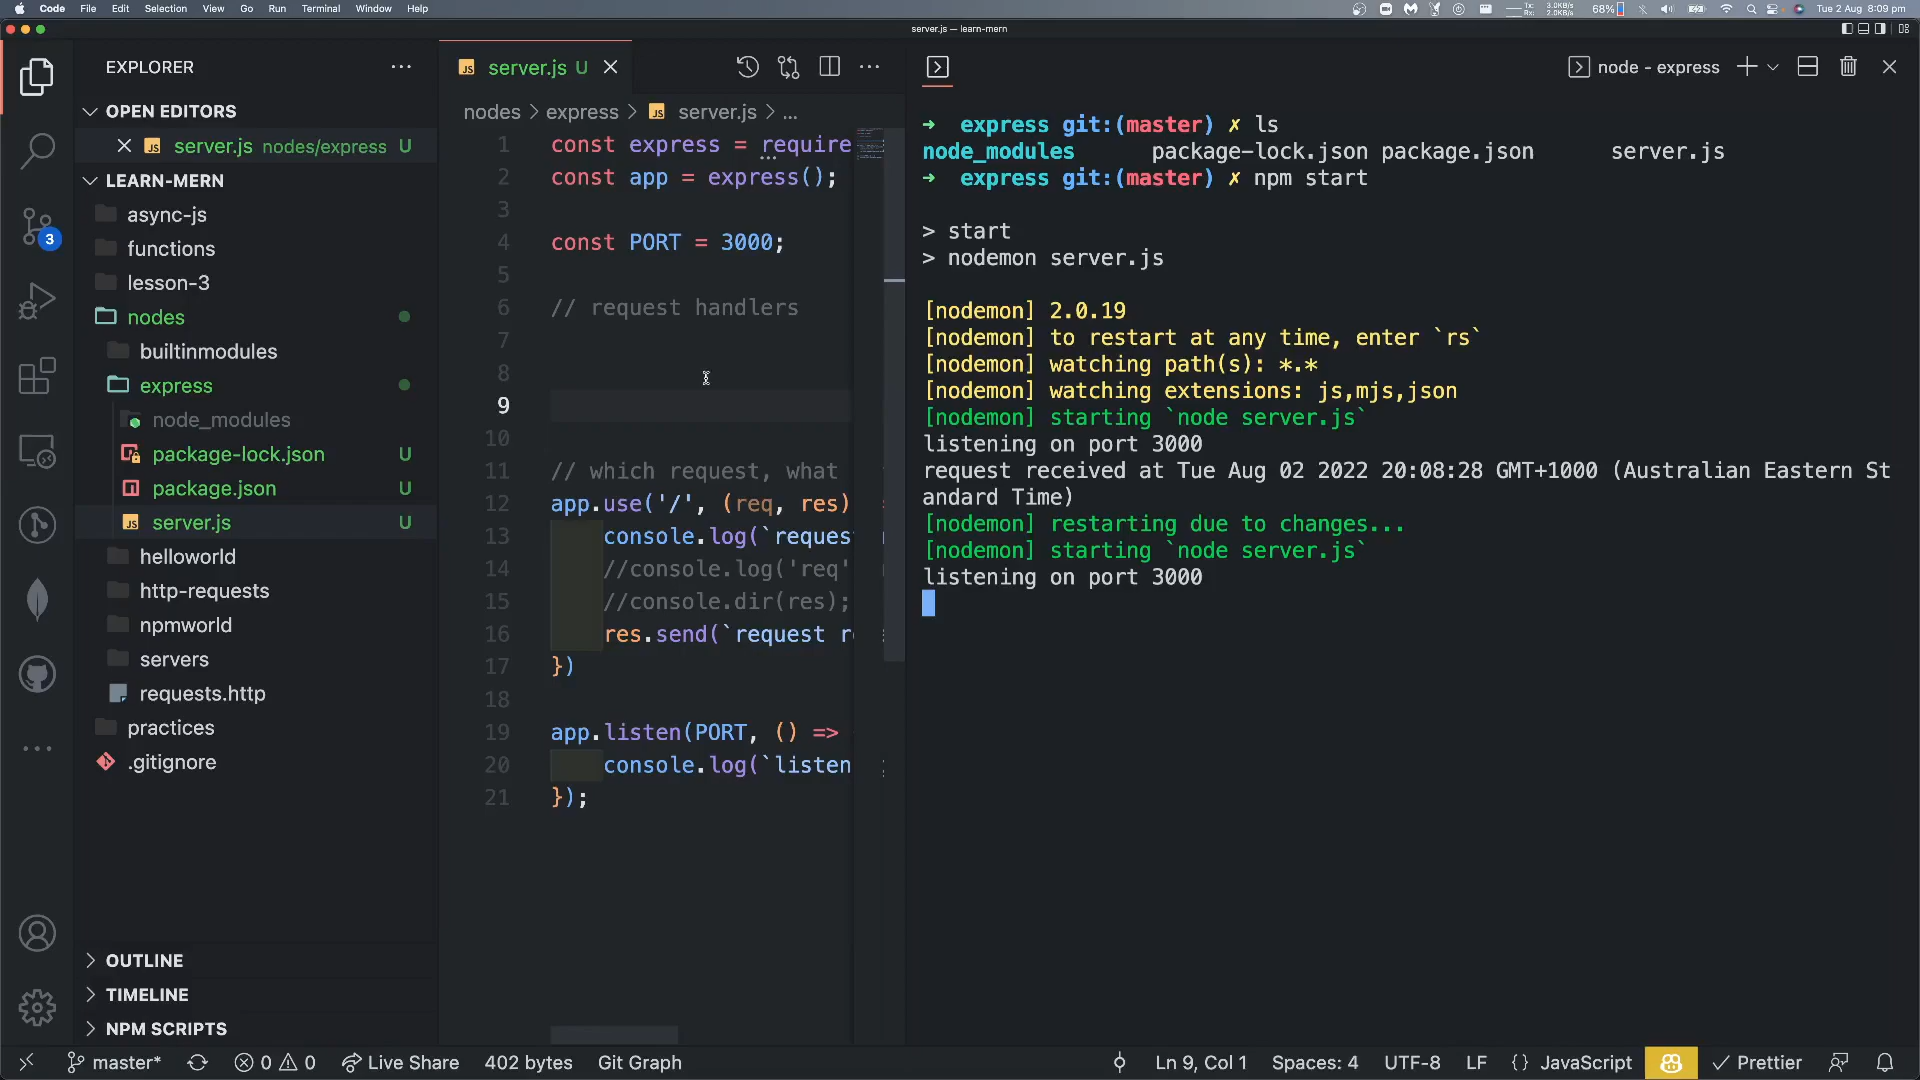 Code File Edit Selection View Go Run Terminal Window Help
68% Tue 2 Aug 8:09 pm
server.js — learn-mern
EXPLORER
OPEN EDITORS
server.js nodes/express U
LEARN-MERN
async-js
functions
lesson-3
nodes
builtinmodules
express
node_modules
package-lock.json U
package.json U
server.js U
helloworld
http-requests
npmworld
servers
requests.http
practices
.gitignore
OUTLINE
TIMELINE
NPM SCRIPTS
3
server.js U
nodes > express > server.js > ...
1 const express = require
2 const app = express();
3
4 const PORT = 3000;
5
6 // request handlers
7
8
9
10
11 // which request, what
12 app.use('/', (req, res)
13 console.log(`reques
14 //console.log('req'
15 //console.dir(res);
16 res.send(`request r
17 })
18
19 app.listen(PORT, () =>
20 console.log(`listen
21 });
node - express
➜ express git:(master) ✗ ls
node_modules package-lock.json package.json server.js
➜ express git:(master) ✗ npm start
> start
> nodemon server.js
[nodemon] 2.0.19
[nodemon] to restart at any time, enter `rs`
[nodemon] watching path(s): *.*
[nodemon] watching extensions: js,mjs,json
[nodemon] starting `node server.js`
listening on port 3000
request received at Tue Aug 02 2022 20:08:28 GMT+1000 (Australian Eastern St
andard Time)
[nodemon] restarting due to changes...
[nodemon] starting `node server.js`
listening on port 3000
master* 0 0 Live Share 402 bytes Git Graph
Ln 9, Col 1 Spaces: 4 UTF-8 LF {} JavaScript Prettier